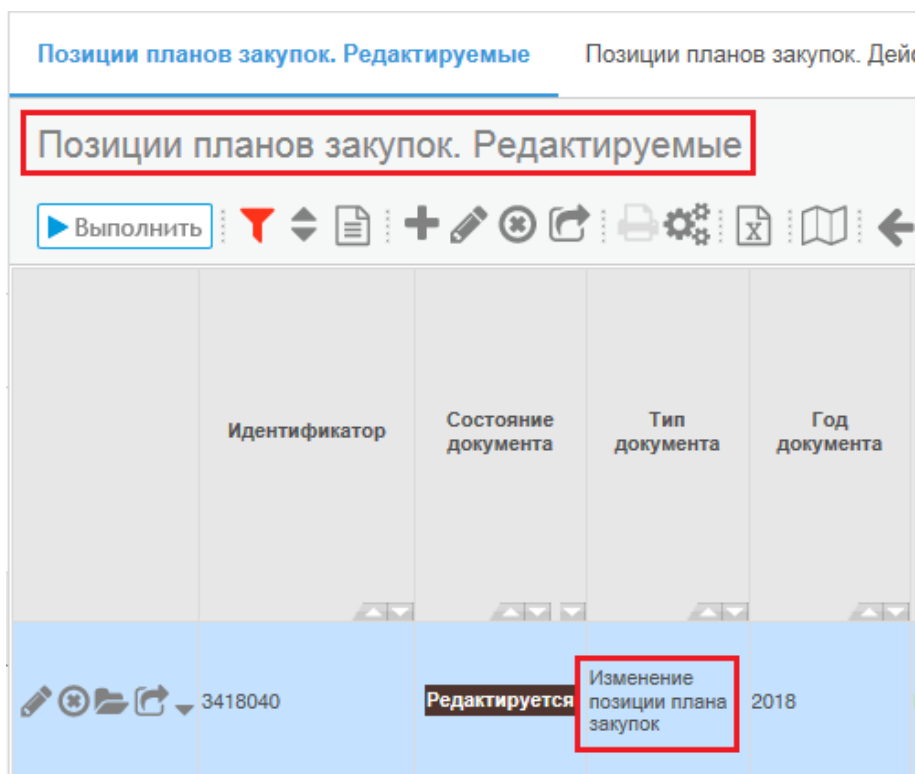 Позиции планов закупок. Редактируемые Позиции планов закупок.
Позиции планов закупок. Редактируемые
Выполнить
Идентификатор
Состояние
документа
Тип
документа
Год
документа
3418040
Редактируется
Изменение
позиции плана
закупок
2018